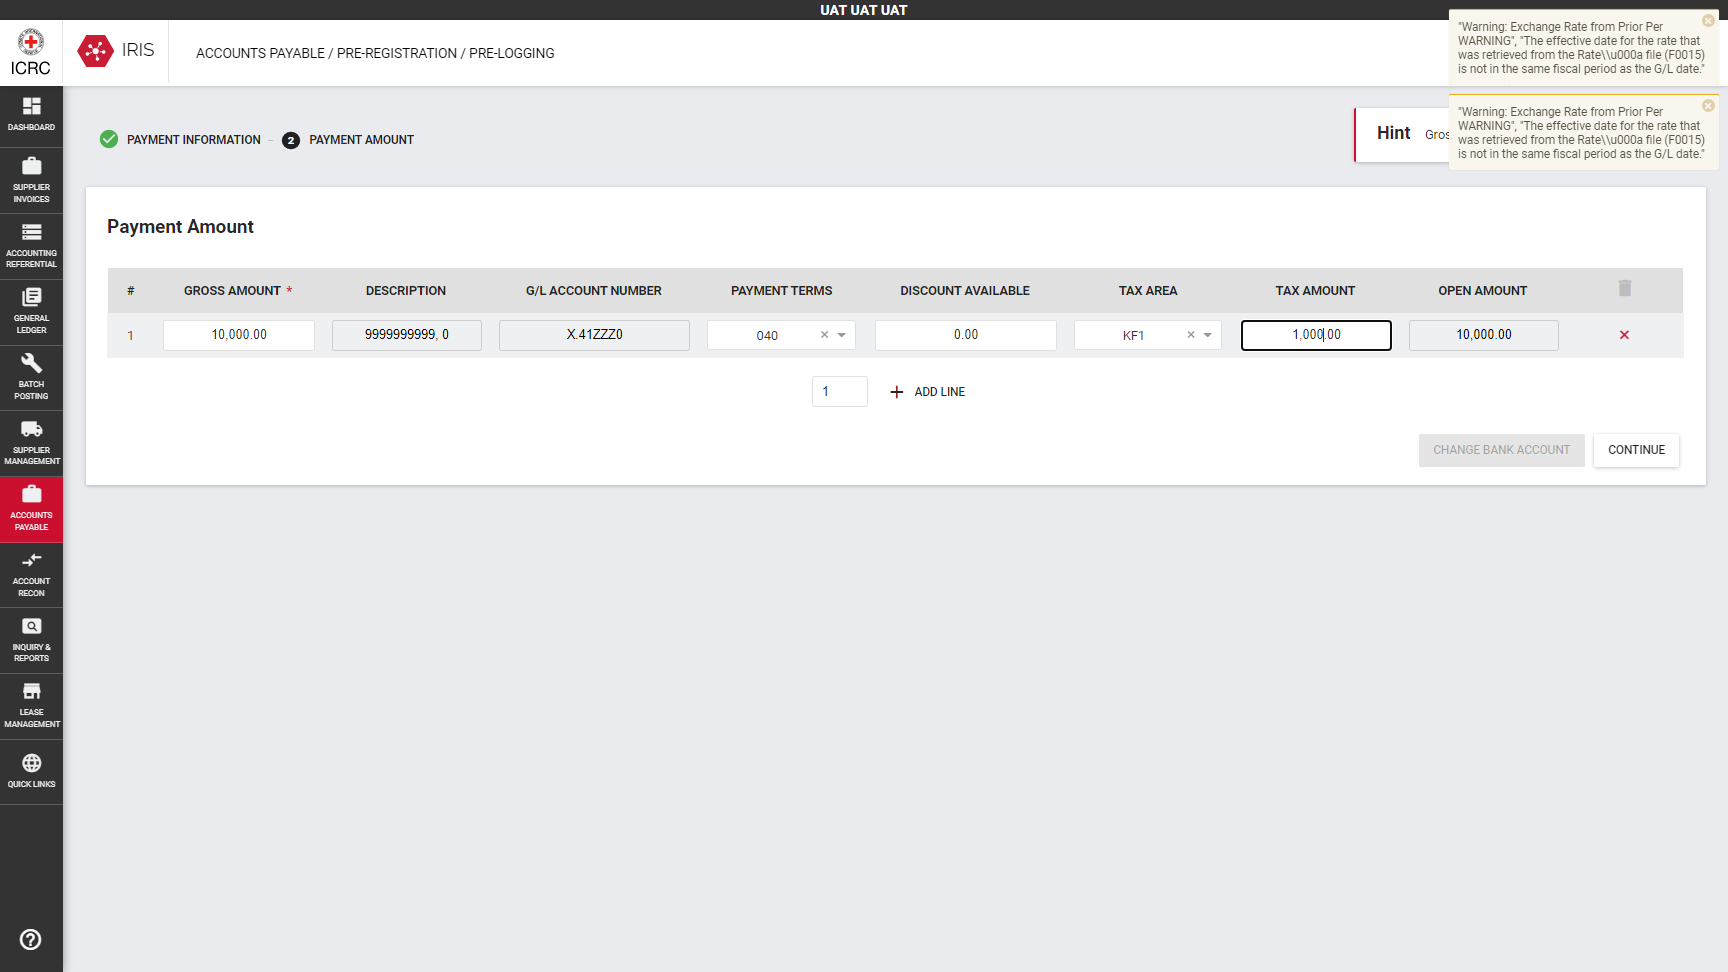 UAT UAT UAT
ICRC
IRIS
ACCOUNTS PAYABLE / PRE-REGISTRATION / PRE-LOGGING
"Warning: Exchange Rate from Prior Per
WARNING", "The effective date for the rate that
was retrieved from the Rate\\u000a file (F0015)
is not in the same fiscal period as the G/L date."
"Warning: Exchange Rate from Prior Per
WARNING", "The effective date for the rate that
was retrieved from the Rate\\u000a file (F0015)
is not in the same fiscal period as the G/L date."
DASHBOARD
SUPPLIER
INVOICES
ACCOUNTING
REFERENTIAL
GENERAL
LEDGER
BATCH
POSTING
SUPPLIER
MANAGEMENT
ACCOUNTS
PAYABLE
ACCOUNT
RECON
INQUIRY &
REPORTS
LEASE
MANAGEMENT
QUICK LINKS
PAYMENT INFORMATION – 2 PAYMENT AMOUNT
Hint Gros
Payment Amount
# GROSS AMOUNT * DESCRIPTION G/L ACCOUNT NUMBER PAYMENT TERMS DISCOUNT AVAILABLE TAX AREA TAX AMOUNT OPEN AMOUNT
1 10,000.00 9999999999, 0 X.41ZZZ0 040 × 0.00 KF1 × 1,000.00 10,000.00
1 + ADD LINE
CHANGE BANK ACCOUNT CONTINUE